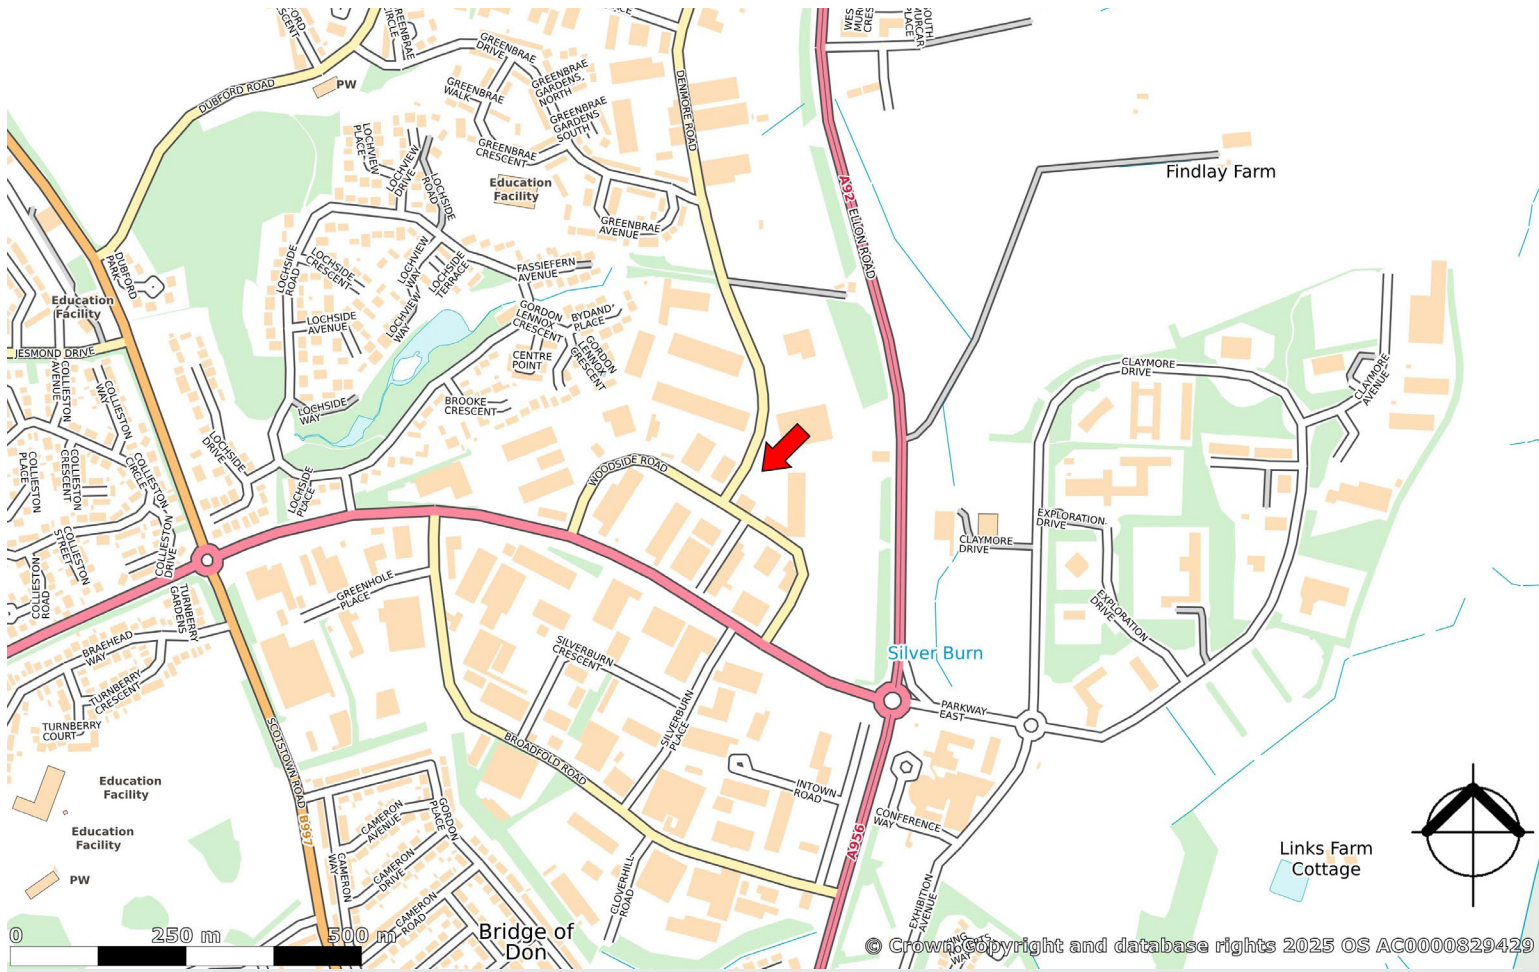 GREENBRAE
CIRCLE
GREENBRAE
DRIVE
GREENBRAE
GARDENS,
NORTH
GREENBRAE
WALK
GREENBRAE
GARDENS
SOUTH
GREENBRAE
CRESCENT
GREENBRAE
AVENUE
DENMORE ROAD
SOUTH
MURCAR
PLACE
DUBFORD ROAD
PW
LOCHVIEW
PLACE
LOCHVIEW
DRIVE
LOCHSIDE
ROAD
Education
Facility
Findlay Farm
A92
ELLON ROAD
DUBFORD
PARK
LOCHSIDE
ROAD
LOCHSIDE
CRESCENT
LOCHVIEW
WAY
LOCHSIDE
TERRACE
FASSIEFERN
AVENUE
Education
Facility
LOCHSIDE
AVENUE
LOCHVIEW
WAY
GORDON
LENNOX
CRESCENT
BYDAND
PLACE
GORDON
LENNOX
CRESCENT
CENTRE
POINT
JESMOND DRIVE
COLLIESTON
AVENUE
COLLIESTON
WAY
LOCHSIDE
WAY
BROOKE
CRESCENT
CLAYMORE
DRIVE
CLAYMORE
AVENUE
COLLIESTON
PLACE
COLLIESTON
CRESCENT
COLLIESTON
CIRCLE
LOCHSIDE
DRIVE
LOCHSIDE
PLACE
WOODSIDE ROAD
COLLIESTON
STREET
COLLIESTON
DRIVE
COLLIESTON
ROAD
EXPLORATION
DRIVE
CLAYMORE
DRIVE
EXPLORATION
DRIVE
GREENHOLE
PLACE
TURNBERRY
GARDENS
BRAEHEAD
WAY
TURNBERRY
CRESCENT
TURNBERRY
COURT
SILVERBURN
CRESCENT
SILVERBURN
PLACE
Silver Burn
PARKWAY
EAST
SCOTSTOWN ROAD
B997
BROADFOLD ROAD
INTOWN
ROAD
CONFERENCE
WAY
A956
Education
Facility
Education
Facility
PW
CAMERON
AVENUE
GORDON
PLACE
CAMERON
DRIVE
CAMERON
WAY
CAMERON
ROAD
CLOVERHILL
ROAD
EXHIBITION
AVENUE
Links Farm
Cottage
Bridge of
Don
0 250 m 500 m
© Crown Copyright and database rights 2025 OS AC0000829429